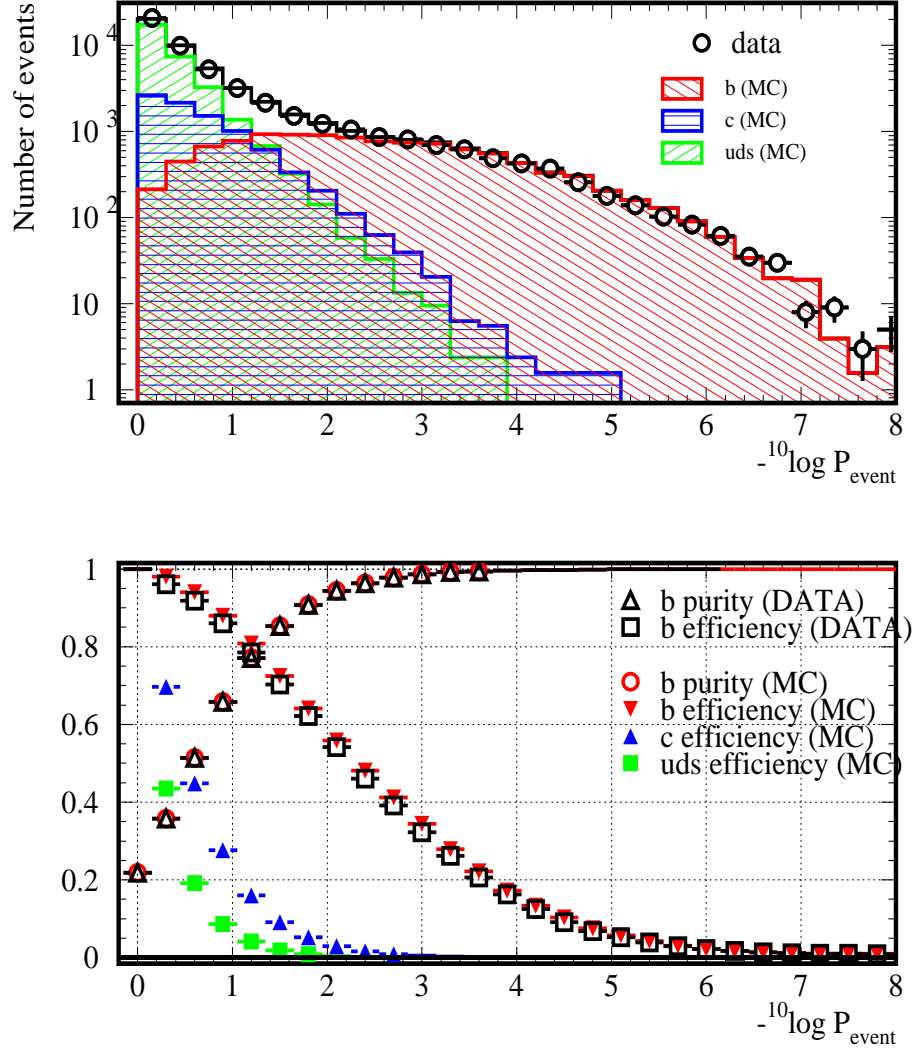 Number of events
10^4
10^3
10^2
10
1
data
b (MC)
c (MC)
uds (MC)
0 1 2 3 4 5 6 7 8
-^10log P_event
1
0.8
0.6
0.4
0.2
0
b purity (DATA)
b efficiency (DATA)
b purity (MC)
b efficiency (MC)
c efficiency (MC)
uds efficiency (MC)
0 1 2 3 4 5 6 7 8
-^10log P_event